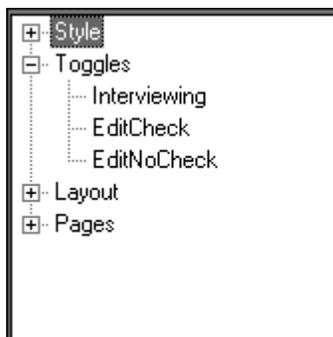 Style
Toggles
Interviewing
EditCheck
EditNoCheck
Layout
Pages